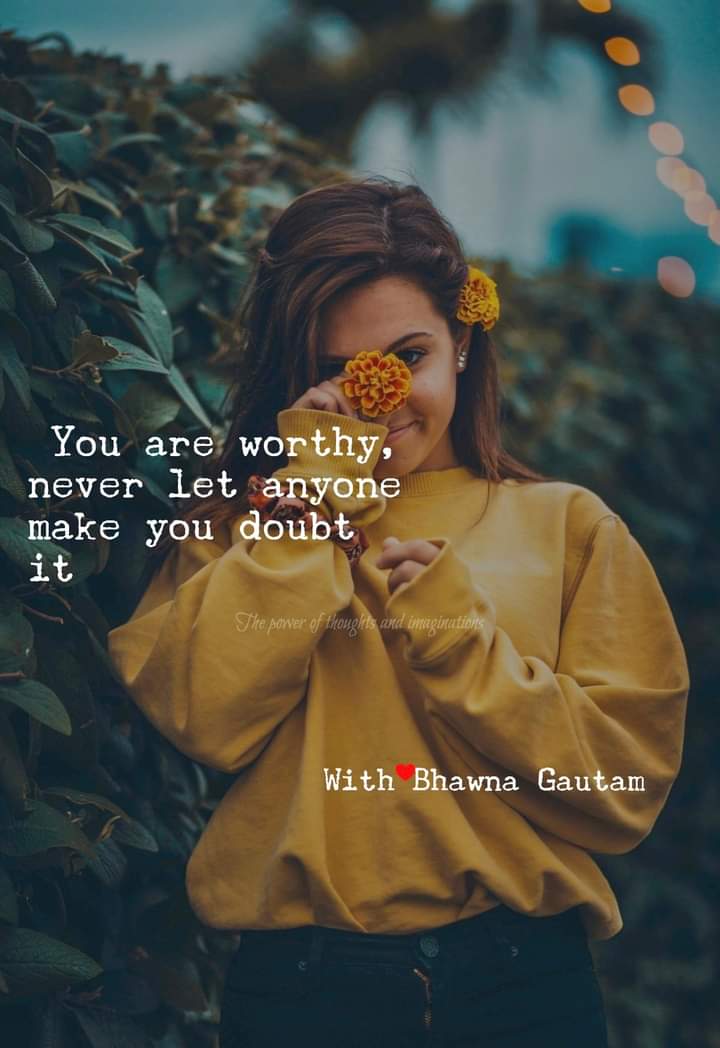 You are worthy,
never let anyone
make you doubt
it
The power of thoughts and imaginations
With❤Bhawna Gautam